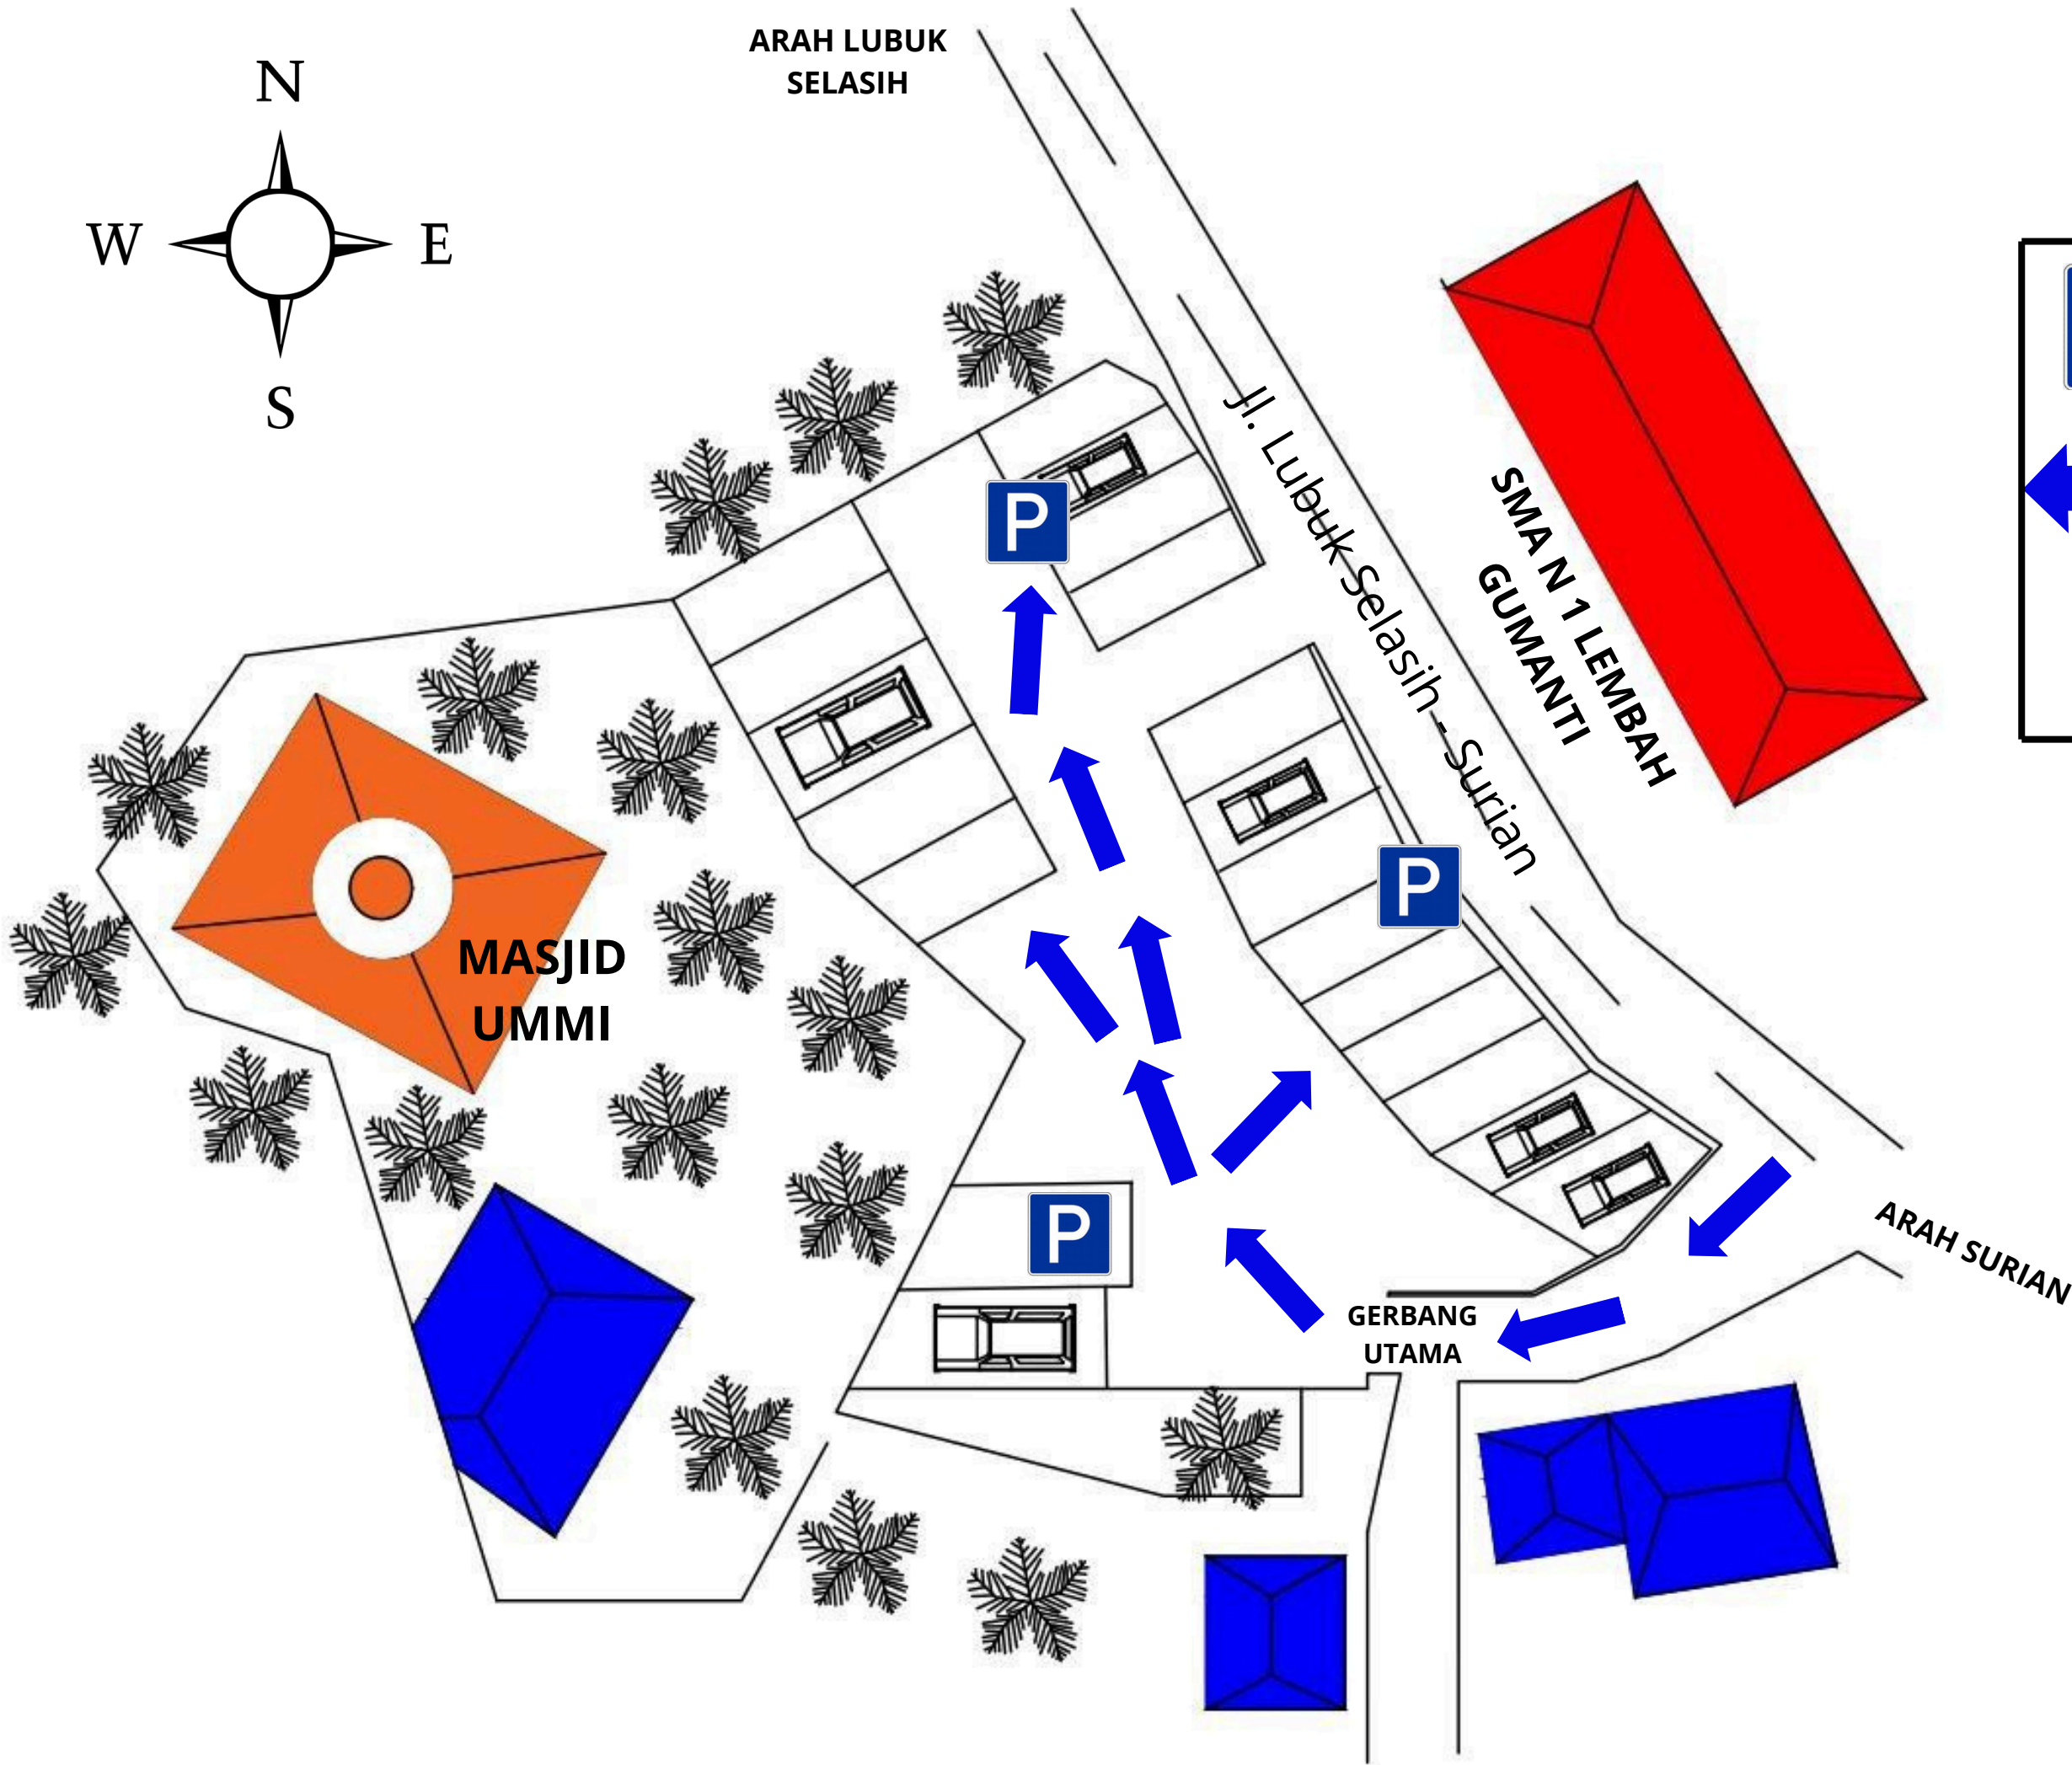 ARAH LUBUK
SELASIH
N
W
E
S
P
Jl. Lubuk Selasih - Surian
SMA N 1 LEMBAH
GUMANTI
P
MASJID
UMMI
P
ARAH SURIAN
GERBANG
UTAMA